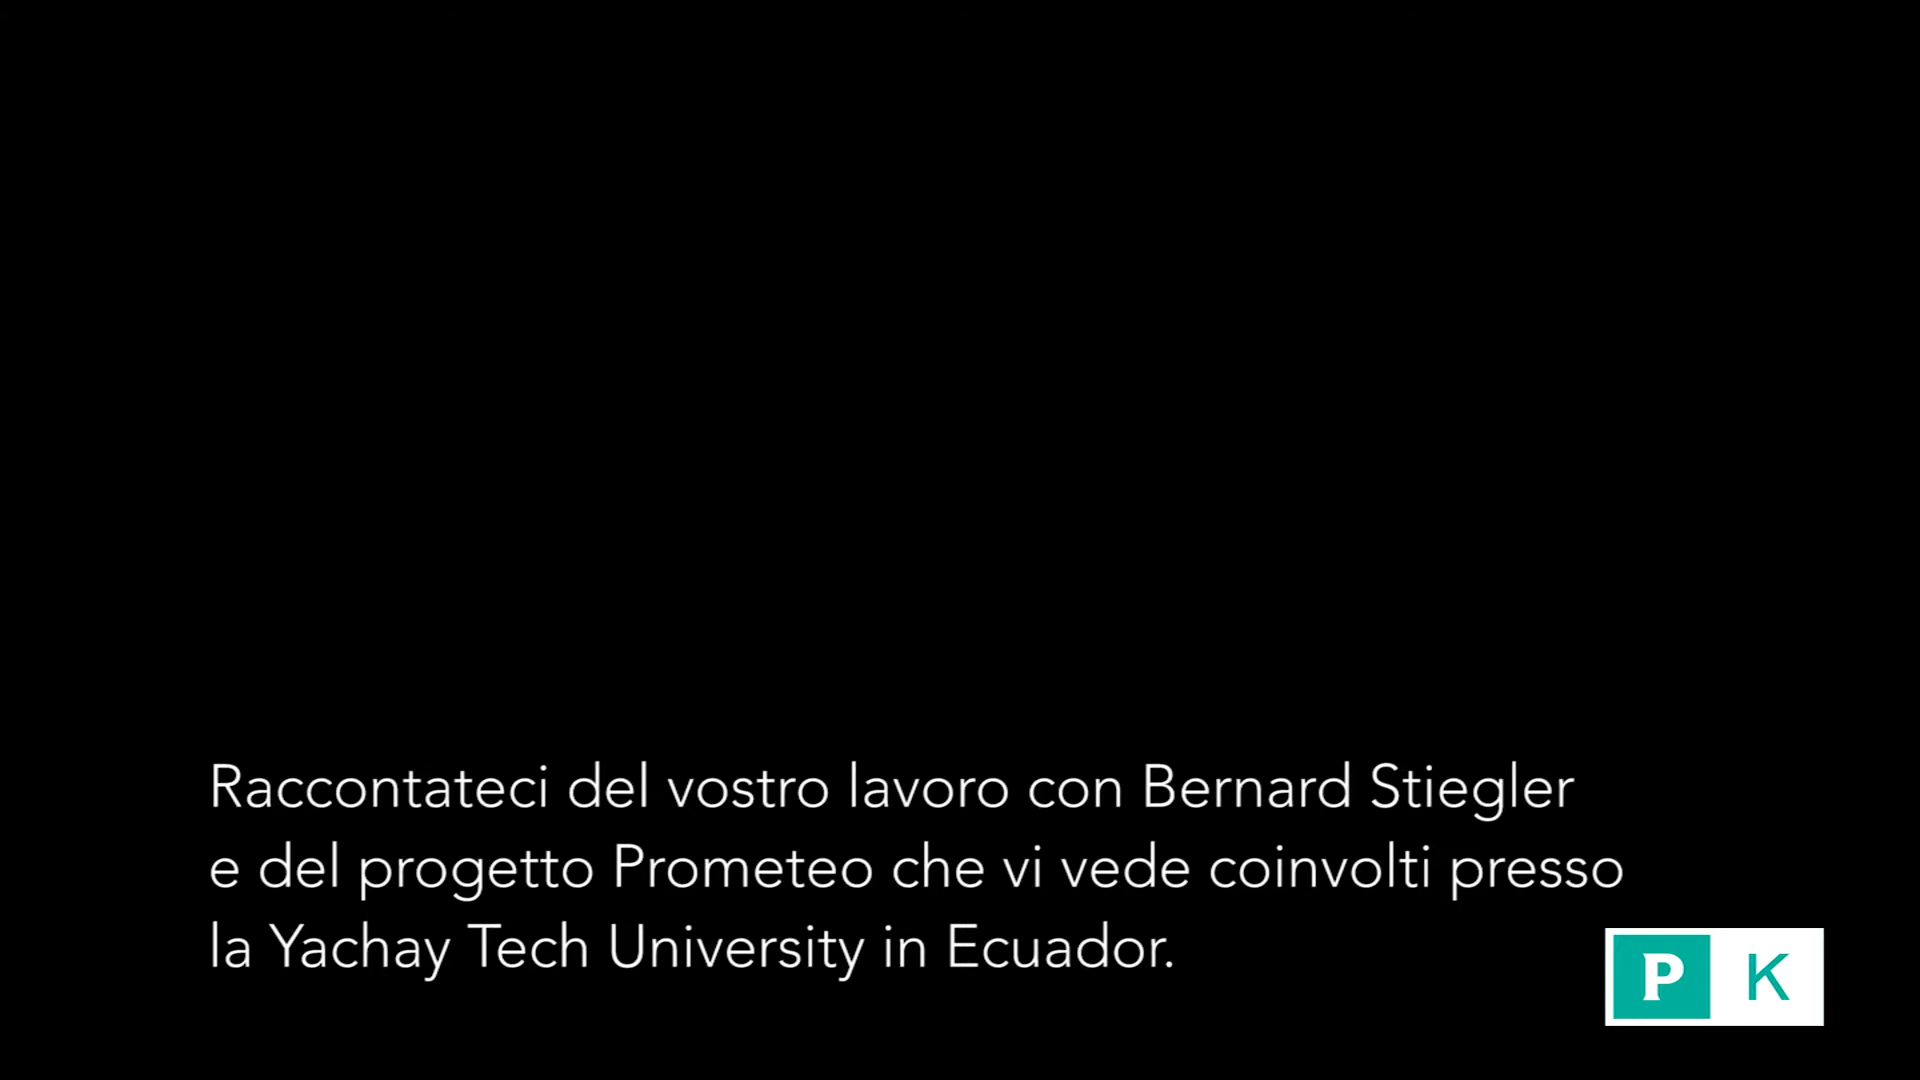 Raccontateci del vostro lavoro con Bernard Stiegler
e del progetto Prometeo che vi vede coinvolti presso
la Yachay Tech University in Ecuador.
P K